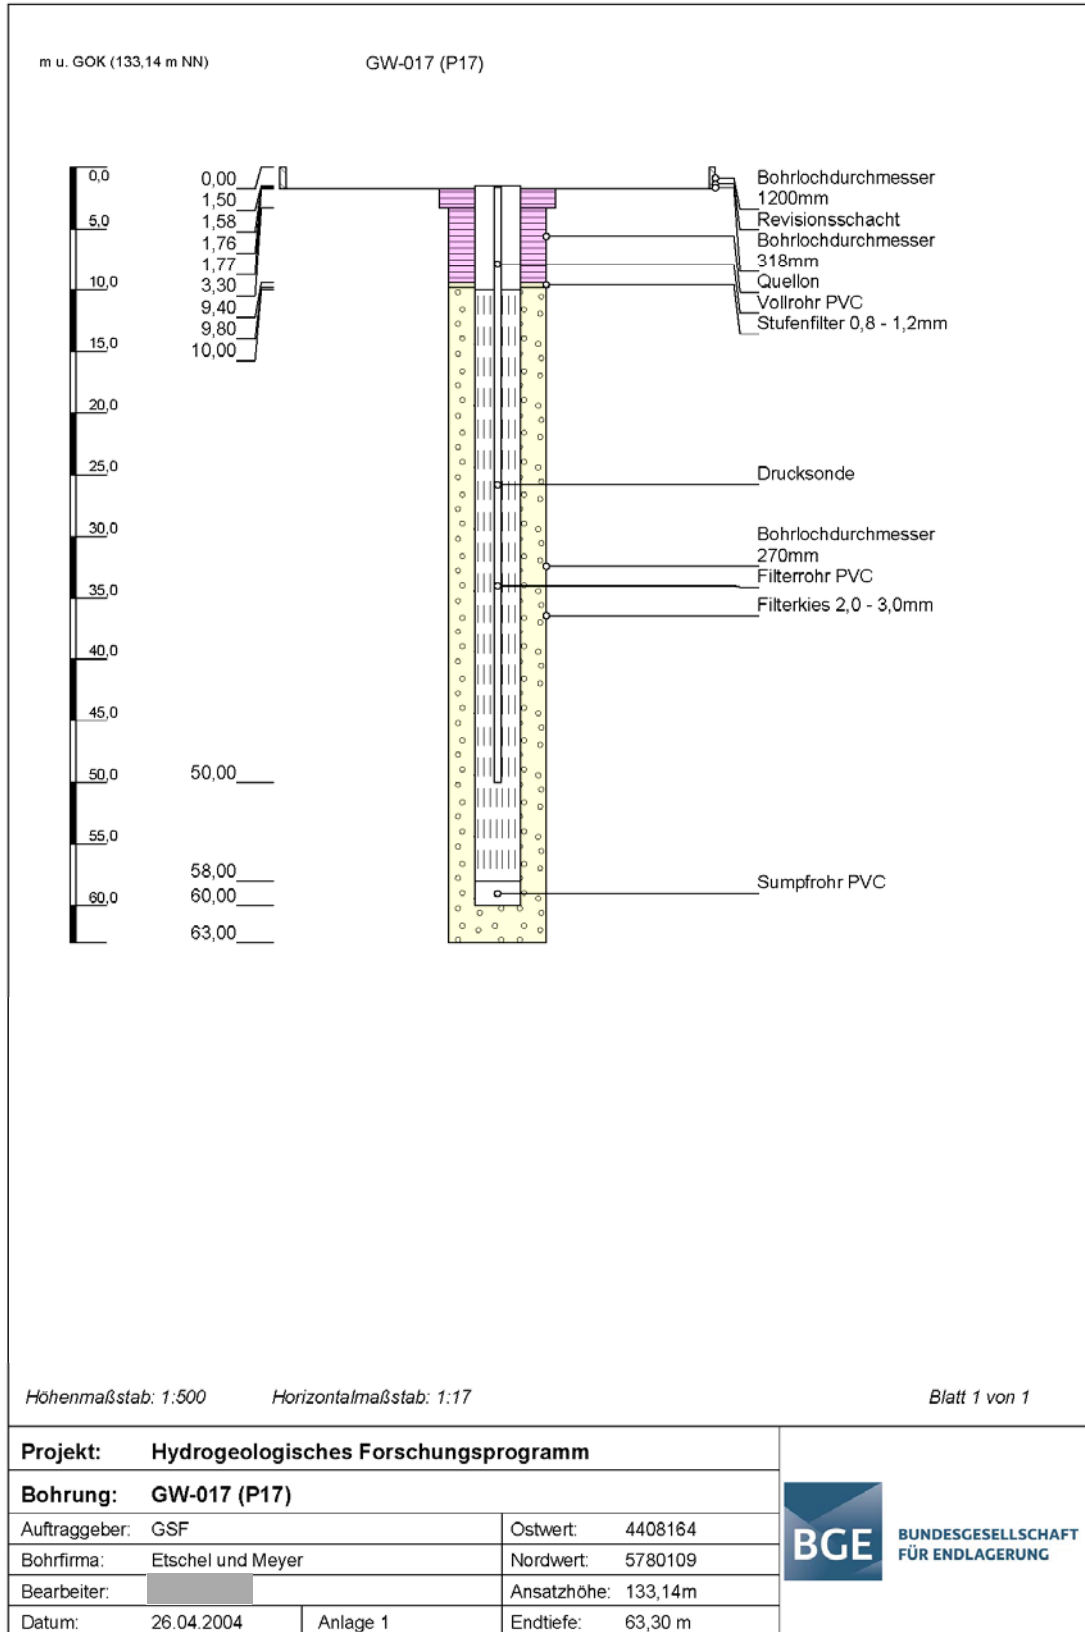 m u. GOK (133,14 m NN)
GW-017 (P17)
0,0
5,0
10,0
15,0
20,0
25,0
30,0
35,0
40,0
45,0
50,0
55,0
60,0
0,00
1,50
1,58
1,76
1,77
3,30
9,40
9,80
10,00
50,00
58,00
60,00
63,00
Bohrlochdurchmesser
1200mm
Revisionsschacht
Bohrlochdurchmesser
318mm
Quellon
Vollrohr PVC
Stufenfilter 0,8 - 1,2mm
Drucksonde
Bohrlochdurchmesser
270mm
Filterrohr PVC
Filterkies 2,0 - 3,0mm
Sumpfrohr PVC
Höhenmaßstab: 1:500 Horizontalmaßstab: 1:17 Blatt 1 von 1
Projekt: Hydrogeologisches Forschungsprogramm
Bohrung: GW-017 (P17)
Auftraggeber: GSF Ostwert: 4408164
Bohrfirma: Etschel und Meyer Nordwert: 5780109
Bearbeiter: Ansatzhöhe: 133,14m
Datum: 26.04.2004 Anlage 1 Endtiefe: 63,30 m
BGE
BUNDESGESELLSCHAFT
FÜR ENDLAGERUNG